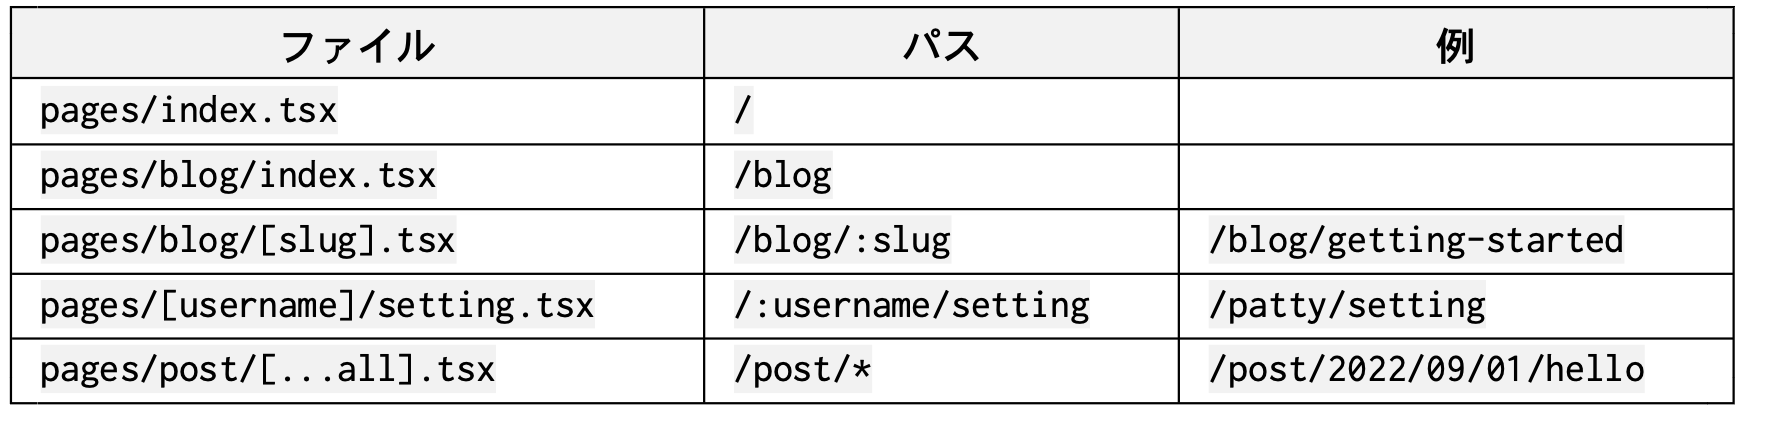 ファイル パス 例
pages/index.tsx /
pages/blog/index.tsx /blog
pages/blog/[slug].tsx /blog/:slug /blog/getting-started
pages/[username]/setting.tsx /:username/setting /patty/setting
pages/post/[...all].tsx /post/* /post/2022/09/01/hello